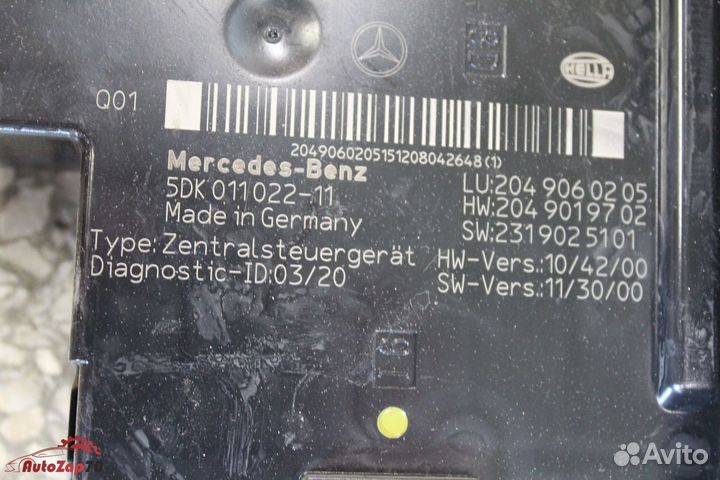 HELLA
Q01
2049060205151208042648(1)
Mercedes-Benz
5DK 011 022-11
Made in Germany
Type: Zentralsteuergerät
Diagnostic-ID:03/20
LU:204 906 02 05
HW:204 901 97 02
SW:231 902 51 01
HW-Vers.:10/42/00
SW-Vers.:11/30/00
AutoZap70
Avito